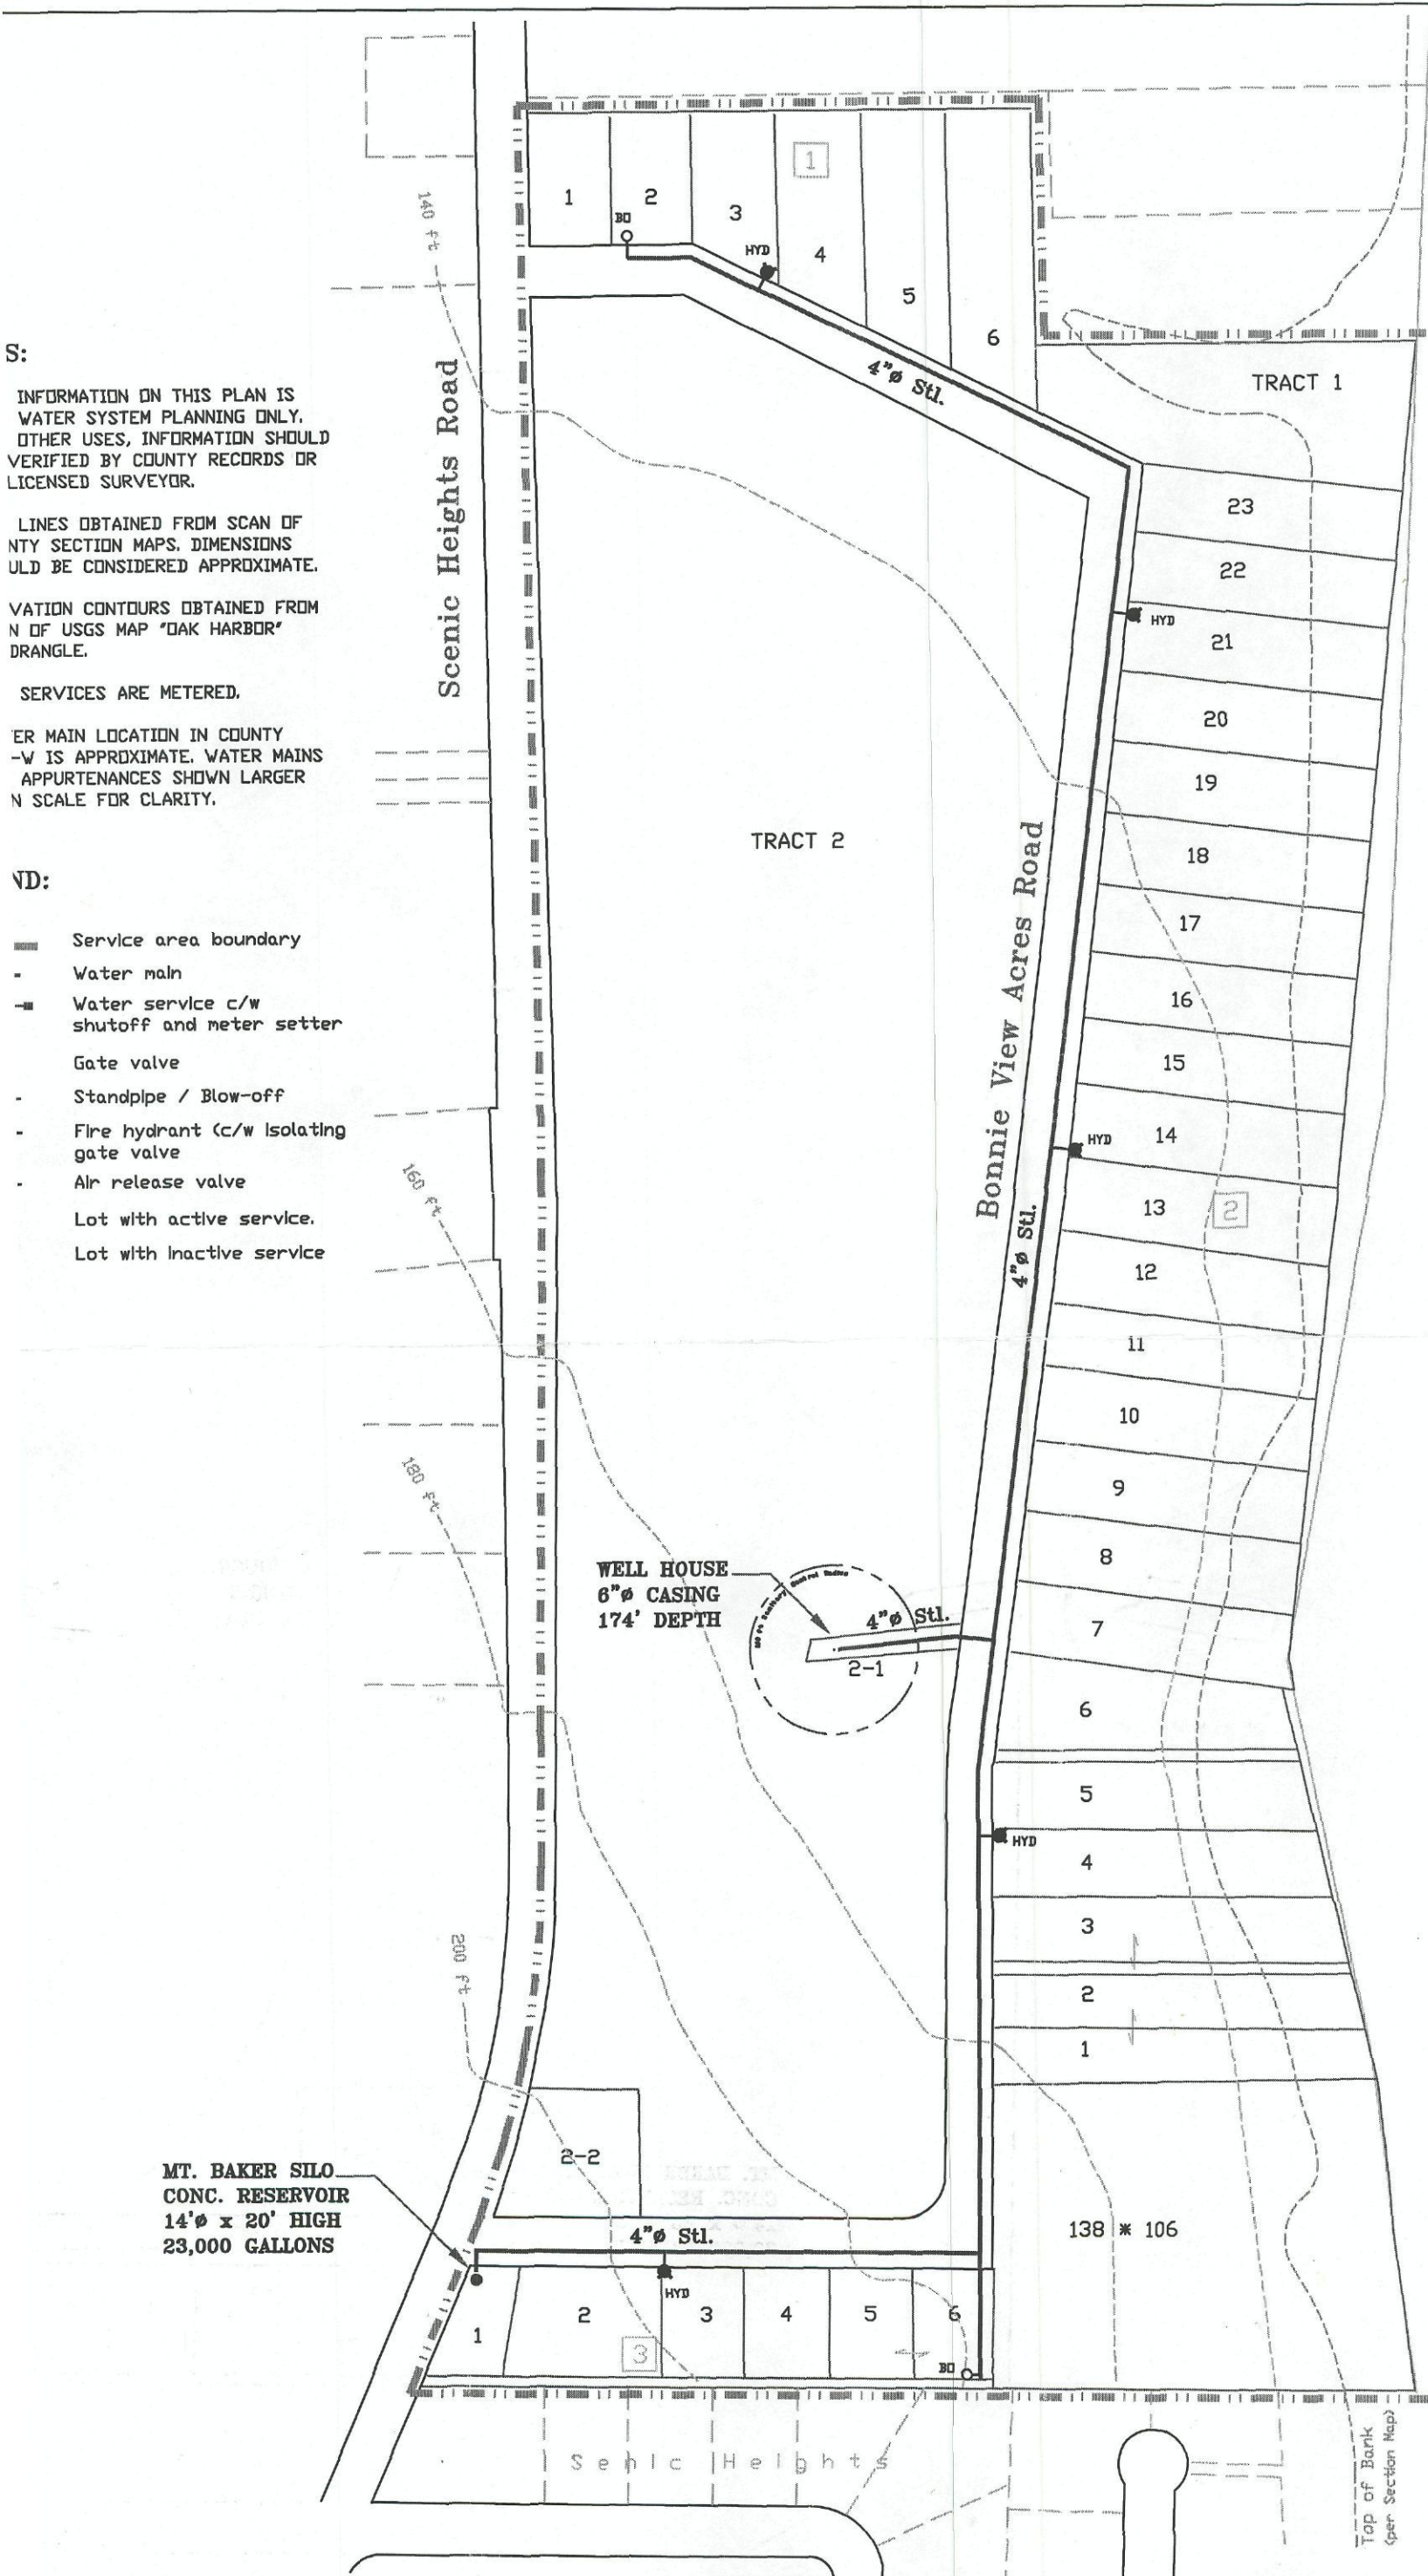 S:
INFORMATION ON THIS PLAN IS
WATER SYSTEM PLANNING ONLY.
OTHER USES, INFORMATION SHOULD
VERIFIED BY COUNTY RECORDS OR
LICENSED SURVEYOR.
LINES OBTAINED FROM SCAN OF
NTY SECTION MAPS. DIMENSIONS
ULD BE CONSIDERED APPROXIMATE.
VATION CONTOURS OBTAINED FROM
N OF USGS MAP "OAK HARBOR"
DRANGLE.
SERVICES ARE METERED.
ER MAIN LOCATION IN COUNTY
-W IS APPROXIMATE. WATER MAINS
APPURTENANCES SHOWN LARGER
N SCALE FOR CLARITY.
ND:
Service area boundary
Water main
Water service c/w
shutoff and meter setter
Gate valve
Standpipe / Blow-off
Fire hydrant (c/w isolating
gate valve
Air release valve
Lot with active service.
Lot with inactive service
1
2
3
1
4
5
6
BO
HYD
140 ft
Scenic Heights Road
4"ø Stl.
TRACT 1
23
22
HYD
21
20
19
18
TRACT 2
17
16
15
Bonnie View Acres Road
HYD
14
13
2
4"ø Stl.
12
11
10
9
8
7
160 ft
180 ft
WELL HOUSE
6"ø CASING
174' DEPTH
100 Ft Sanitary Control Radius
4"ø Stl.
2-1
6
5
HYD
4
3
2
1
200 ft
2-2
MT. BAKER SILO
CONC. RESERVOIR
14'ø x 20' HIGH
23,000 GALLONS
4"ø Stl.
138 * 106
HYD
1
2
3
4
5
6
3
BO
Senic Heights
Top of Bank
(per Section Map)